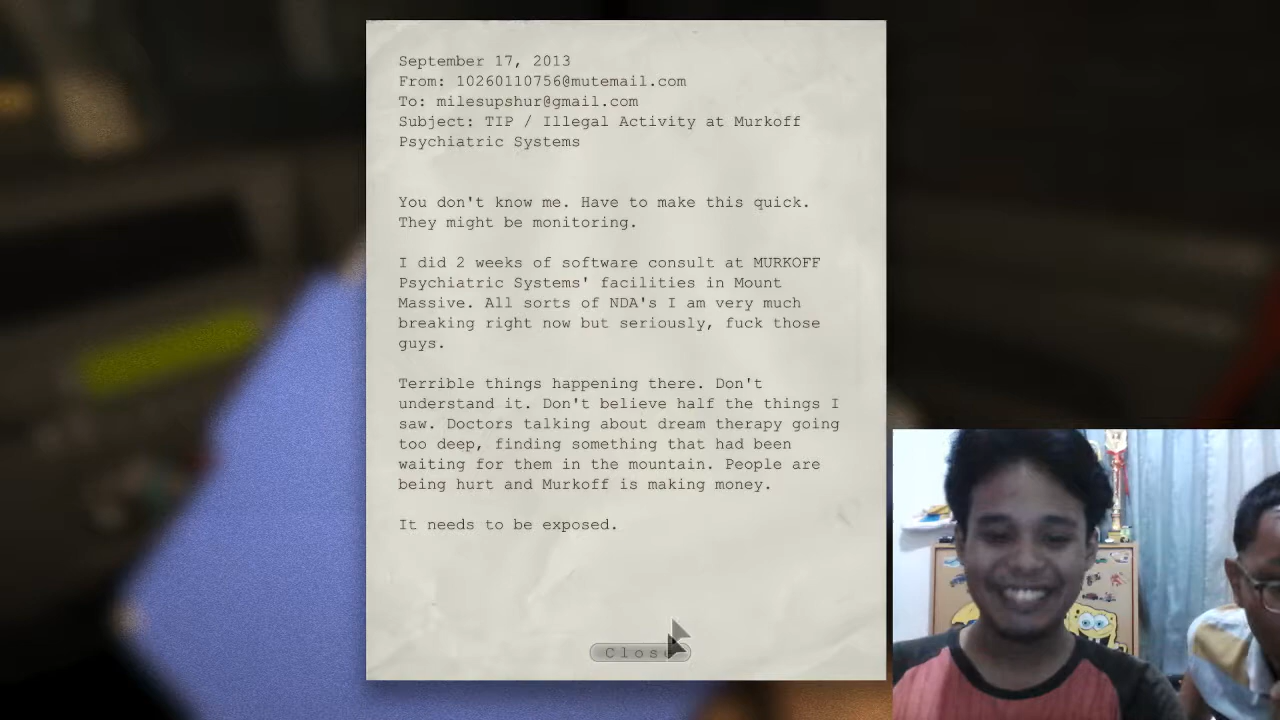 September 17, 2013
From: 10260110756@mutemail.com
To: milesupshur@gmail.com
Subject: TIP / Illegal Activity at Murkoff
Psychiatric Systems
You don't know me. Have to make this quick.
They might be monitoring.
I did 2 weeks of software consult at MURKOFF
Psychiatric Systems' facilities in Mount
Massive. All sorts of NDA's I am very much
breaking right now but seriously, fuck those
guys.
Terrible things happening there. Don't
understand it. Don't believe half the things I
saw. Doctors talking about dream therapy going
too deep, finding something that had been
waiting for them in the mountain. People are
being hurt and Murkoff is making money.
It needs to be exposed.
Close